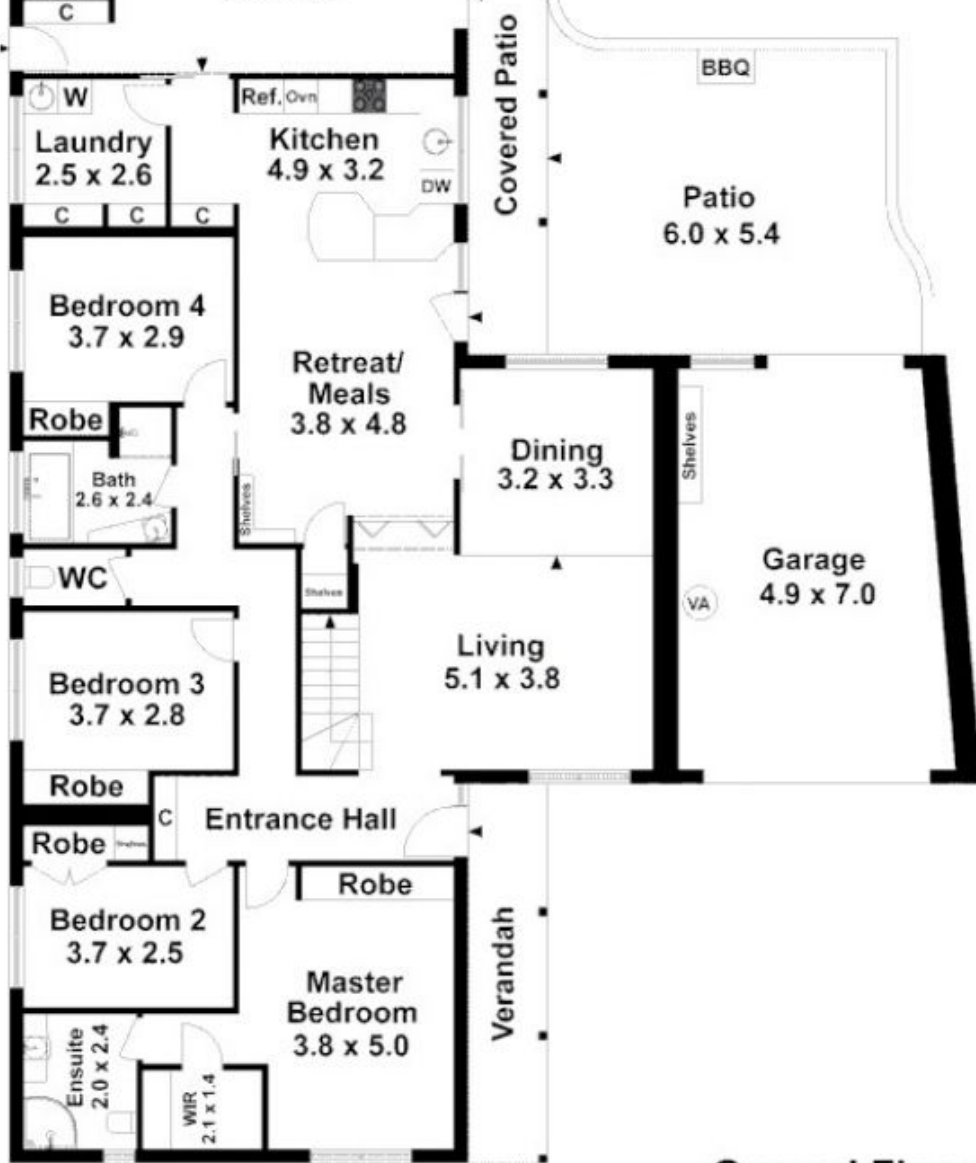 C
Covered Patio
BBQ
W
Ref.
Ovn
Laundry
2.5 x 2.6
Kitchen
4.9 x 3.2
DW
C
C
C
Patio
6.0 x 5.4
Bedroom 4
3.7 x 2.9
Retreat/
Meals
3.8 x 4.8
Robe
Bath
2.6 x 2.4
Shelves
Dining
3.2 x 3.3
Shelves
WC
Shelves
Garage
4.9 x 7.0
VA
Living
5.1 x 3.8
Bedroom 3
3.7 x 2.8
Robe
C
Entrance Hall
Robe
Robe
Bedroom 2
3.7 x 2.5
Master
Bedroom
3.8 x 5.0
Verandah
Ensuite
2.0 x 2.4
WIR
2.1 x 1.4